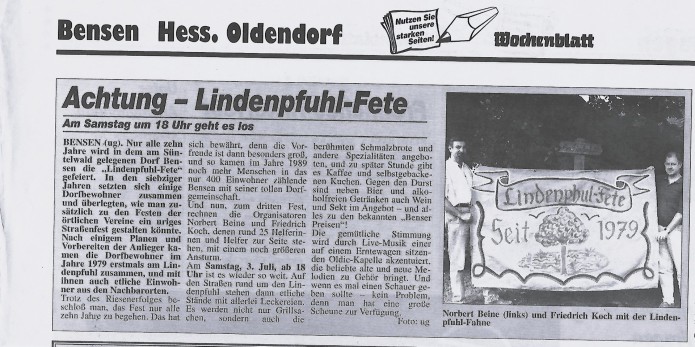 Bensen Hess. Oldendorf
Nutzen Sie
unsere
starken
Seiten!
Wochenblatt
Achtung – Lindenpfuhl-Fete
Am Samstag um 18 Uhr geht es los
BENSEN (ug). Nur alle zehn
Jahre wird in dem am Sün-
telwald gelegenen Dorf Ben-
sen die „Lindenpfuhl-Fete“
gefeiert. In den siebziger
Jahren setzten sich einige
Dorfbewohner zusammen
und überlegten, wie man zu-
sätzlich zu den Festen der
örtlichen Vereine ein uriges
Straßenfest gestalten könnte.
Nach einigem Planen und
Vorbereiten der Anlieger ka-
men die Dorfbewohner im
Jahre 1979 erstmals am Lin-
denpfuhl zusammen, und mit
ihnen auch etliche Einwoh-
ner aus den Nachbarorten.
Trotz des Riesenerfolges be-
schloß man, das Fest nur alle
zehn Jahre zu begehen. Das hat
sich bewährt, denn die Vor-
freude ist dann besonders groß,
und so kamen im Jahre 1989
noch mehr Menschen in das
nur 400 Einwohner zählende
Bensen mit seiner tollen Dorf-
gemeinschaft.
Und nun, zum dritten Fest,
rechnen die Organisatoren
Norbert Beine und Friedrich
Koch, denen rund 25 Helferin-
nen und Helfer zur Seite ste-
hen, mit einem noch größeren
Ansturm.
Am Samstag, 3. Juli, ab 18
Uhr ist es wieder so weit. Auf
den Straßen rund um den Lin-
denpfuhl stehen dann etliche
Stände mit allerlei Leckereien.
Es werden nicht nur Grillsa-
chen, sondern auch die
berühmten Schmalzbrote und
andere Spezialitäten angebo-
ten, und zu später Stunde gibt
es Kaffee und selbstgebacke-
nen Kuchen. Gegen den Durst
sind neben Bier und alko-
holfreien Getränken auch Wein
und Sekt im Angebot – und al-
les zu den bekannten „Benser
Preisen“!
Die gemütliche Stimmung
wird durch Live-Musik einer
auf einem Erntewagen sitzen-
den Oldie-Kapelle akzentuiert,
die beliebte alte und neue Me-
lodien zu Gehör bringt. Und
wenn es mal einen Schauer ge-
ben sollte – kein Problem,
denn man hat eine große
Scheune zur Verfügung.
Foto: ug
Lindenpfuhl-Fete
Seit 1979
Norbert Beine (links) und Friedrich Koch mit der Linden-
pfuhl-Fahne